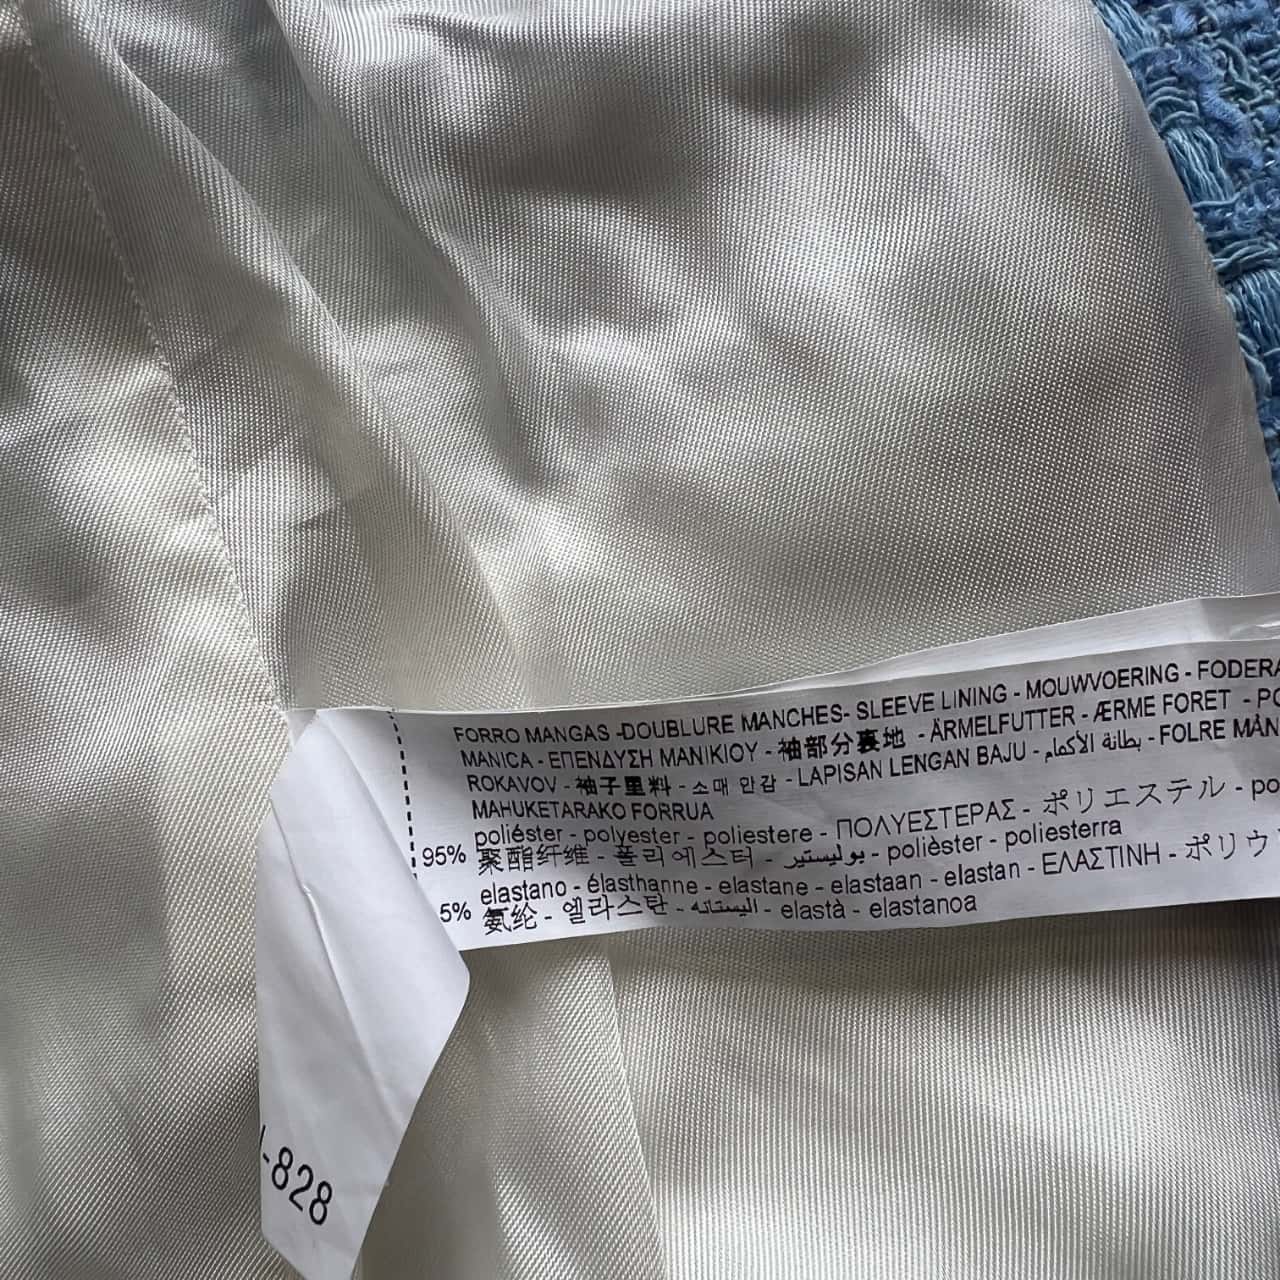 FORRO MANGAS -DOUBLURE MANCHES- SLEEVE LINING - MOUWVOERING - FODERA
MANICA - ΕΠΕΝΔΥΣΗ ΜΑΝΙΚΙΟΥ - 袖部分裏地 - ÄRMELFUTTER - ÆRME FORET - PO
ROKAVOV - 袖子里料 - 소매 안감 - LAPISAN LENGAN BAJU - بطانة الأكمام - FOLRE MÀN
MAHUKETARAKO FORRUA
poliéster - polyester - poliestere - ΠΟΛΥΕΣΤΕΡΑΣ - ポリエステル - po
95% 聚酯纤维 - 폴리에스터 - بوليستير - polièster - poliesterra
elastano - élasthanne - elastane - elastaan - elastan - ΕΛΑΣΤΙΝΗ - ポリウ
5% 氨纶 - 엘라스탄 - اليستانه - elastà - elastanoa
-828